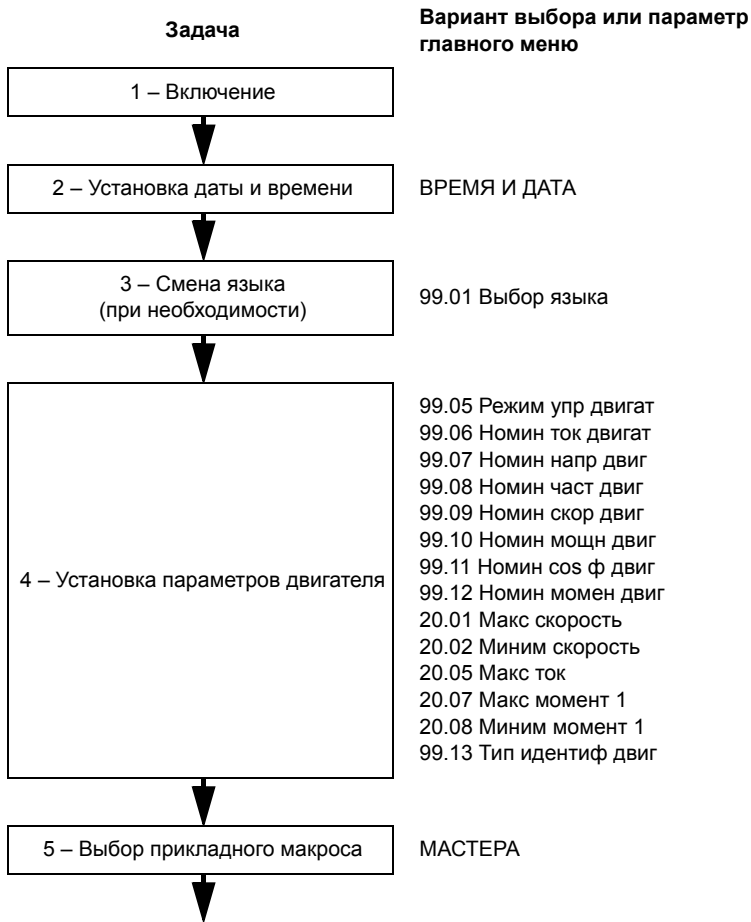 Задача
Вариант выбора или параметр
главного меню
1 – Включение
2 – Установка даты и времени
ВРЕМЯ И ДАТА
3 – Смена языка
(при необходимости)
99.01 Выбор языка
4 – Установка параметров двигателя
99.05 Режим упр двигат
99.06 Номин ток двигат
99.07 Номин напр двиг
99.08 Номин част двиг
99.09 Номин скор двиг
99.10 Номин мощн двиг
99.11 Номин cos ф двиг
99.12 Номин момен двиг
20.01 Макс скорость
20.02 Миним скорость
20.05 Макс ток
20.07 Макс момент 1
20.08 Миним момент 1
99.13 Тип идентиф двиг
5 – Выбор прикладного макроса
МАСТЕРА